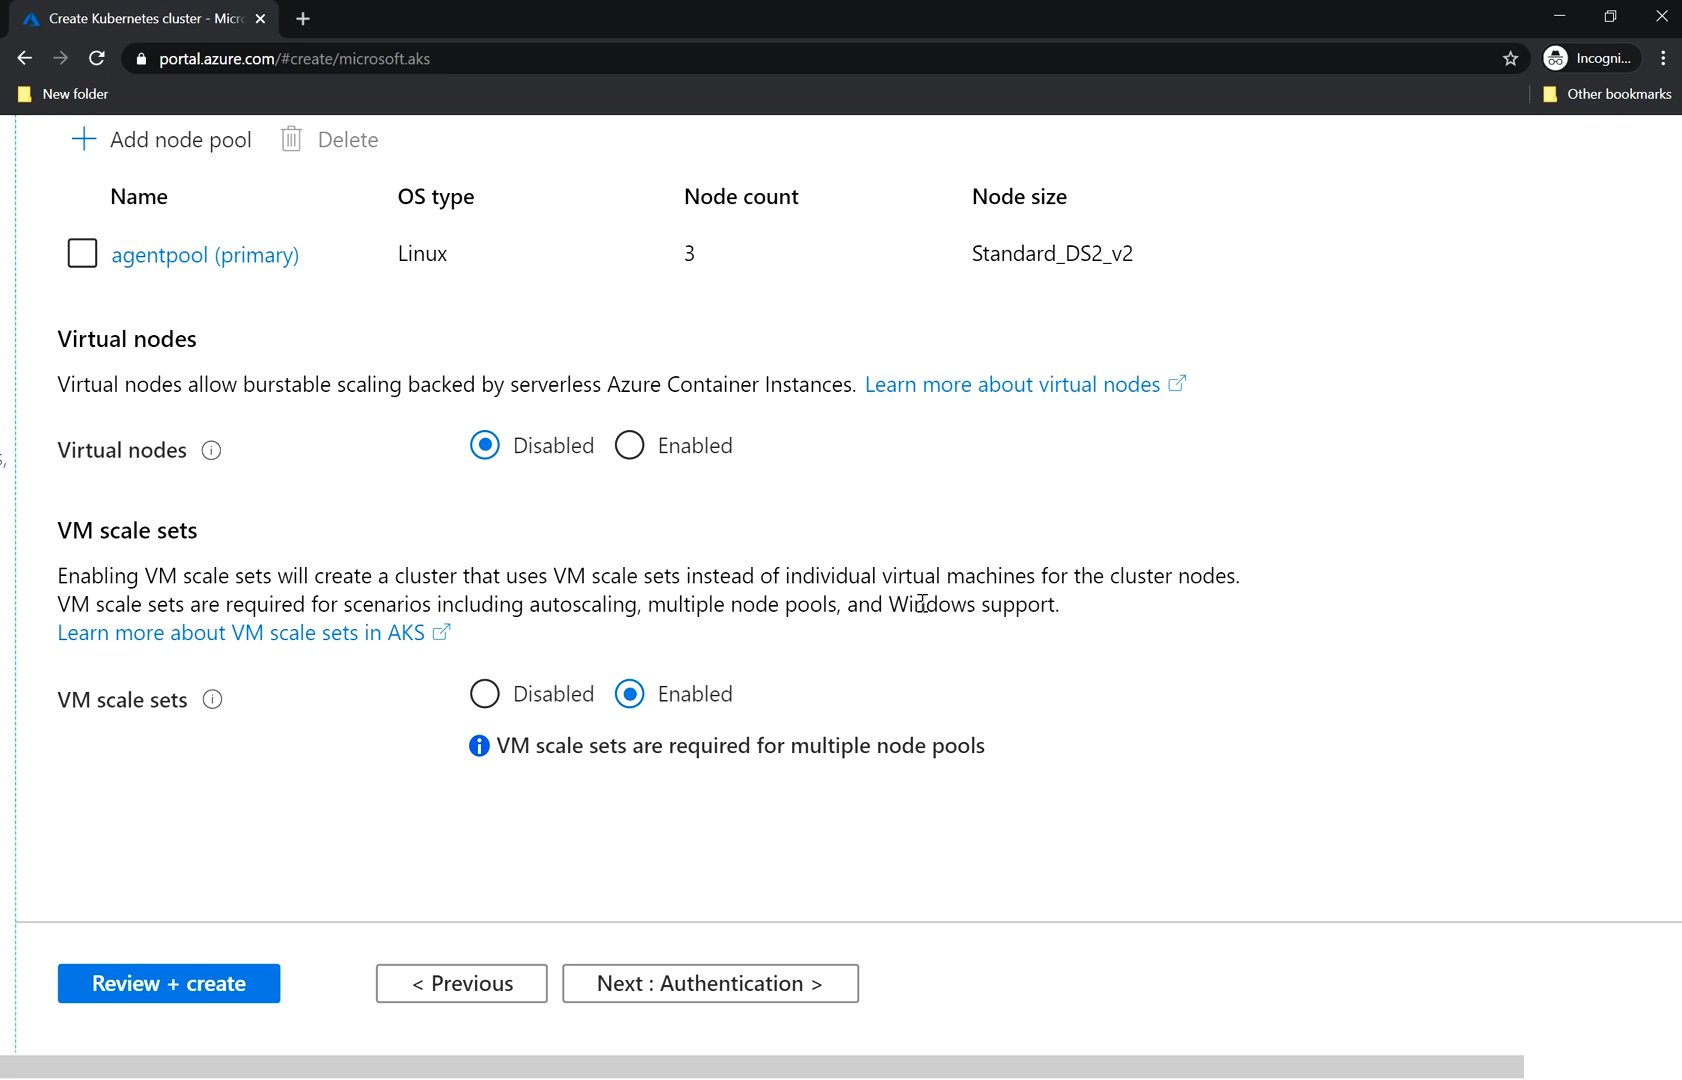 Create Kubernetes cluster - Micr
portal.azure.com/#create/microsoft.aks
Incogni...
New folder
Other bookmarks
Add node pool Delete
Name OS type Node count Node size
agentpool (primary) Linux 3 Standard_DS2_v2
Virtual nodes
Virtual nodes allow burstable scaling backed by serverless Azure Container Instances. Learn more about virtual nodes
Virtual nodes Disabled Enabled
s,
VM scale sets
Enabling VM scale sets will create a cluster that uses VM scale sets instead of individual virtual machines for the cluster nodes.
VM scale sets are required for scenarios including autoscaling, multiple node pools, and Windows support.
Learn more about VM scale sets in AKS
VM scale sets Disabled Enabled
VM scale sets are required for multiple node pools
Review + create < Previous Next : Authentication >